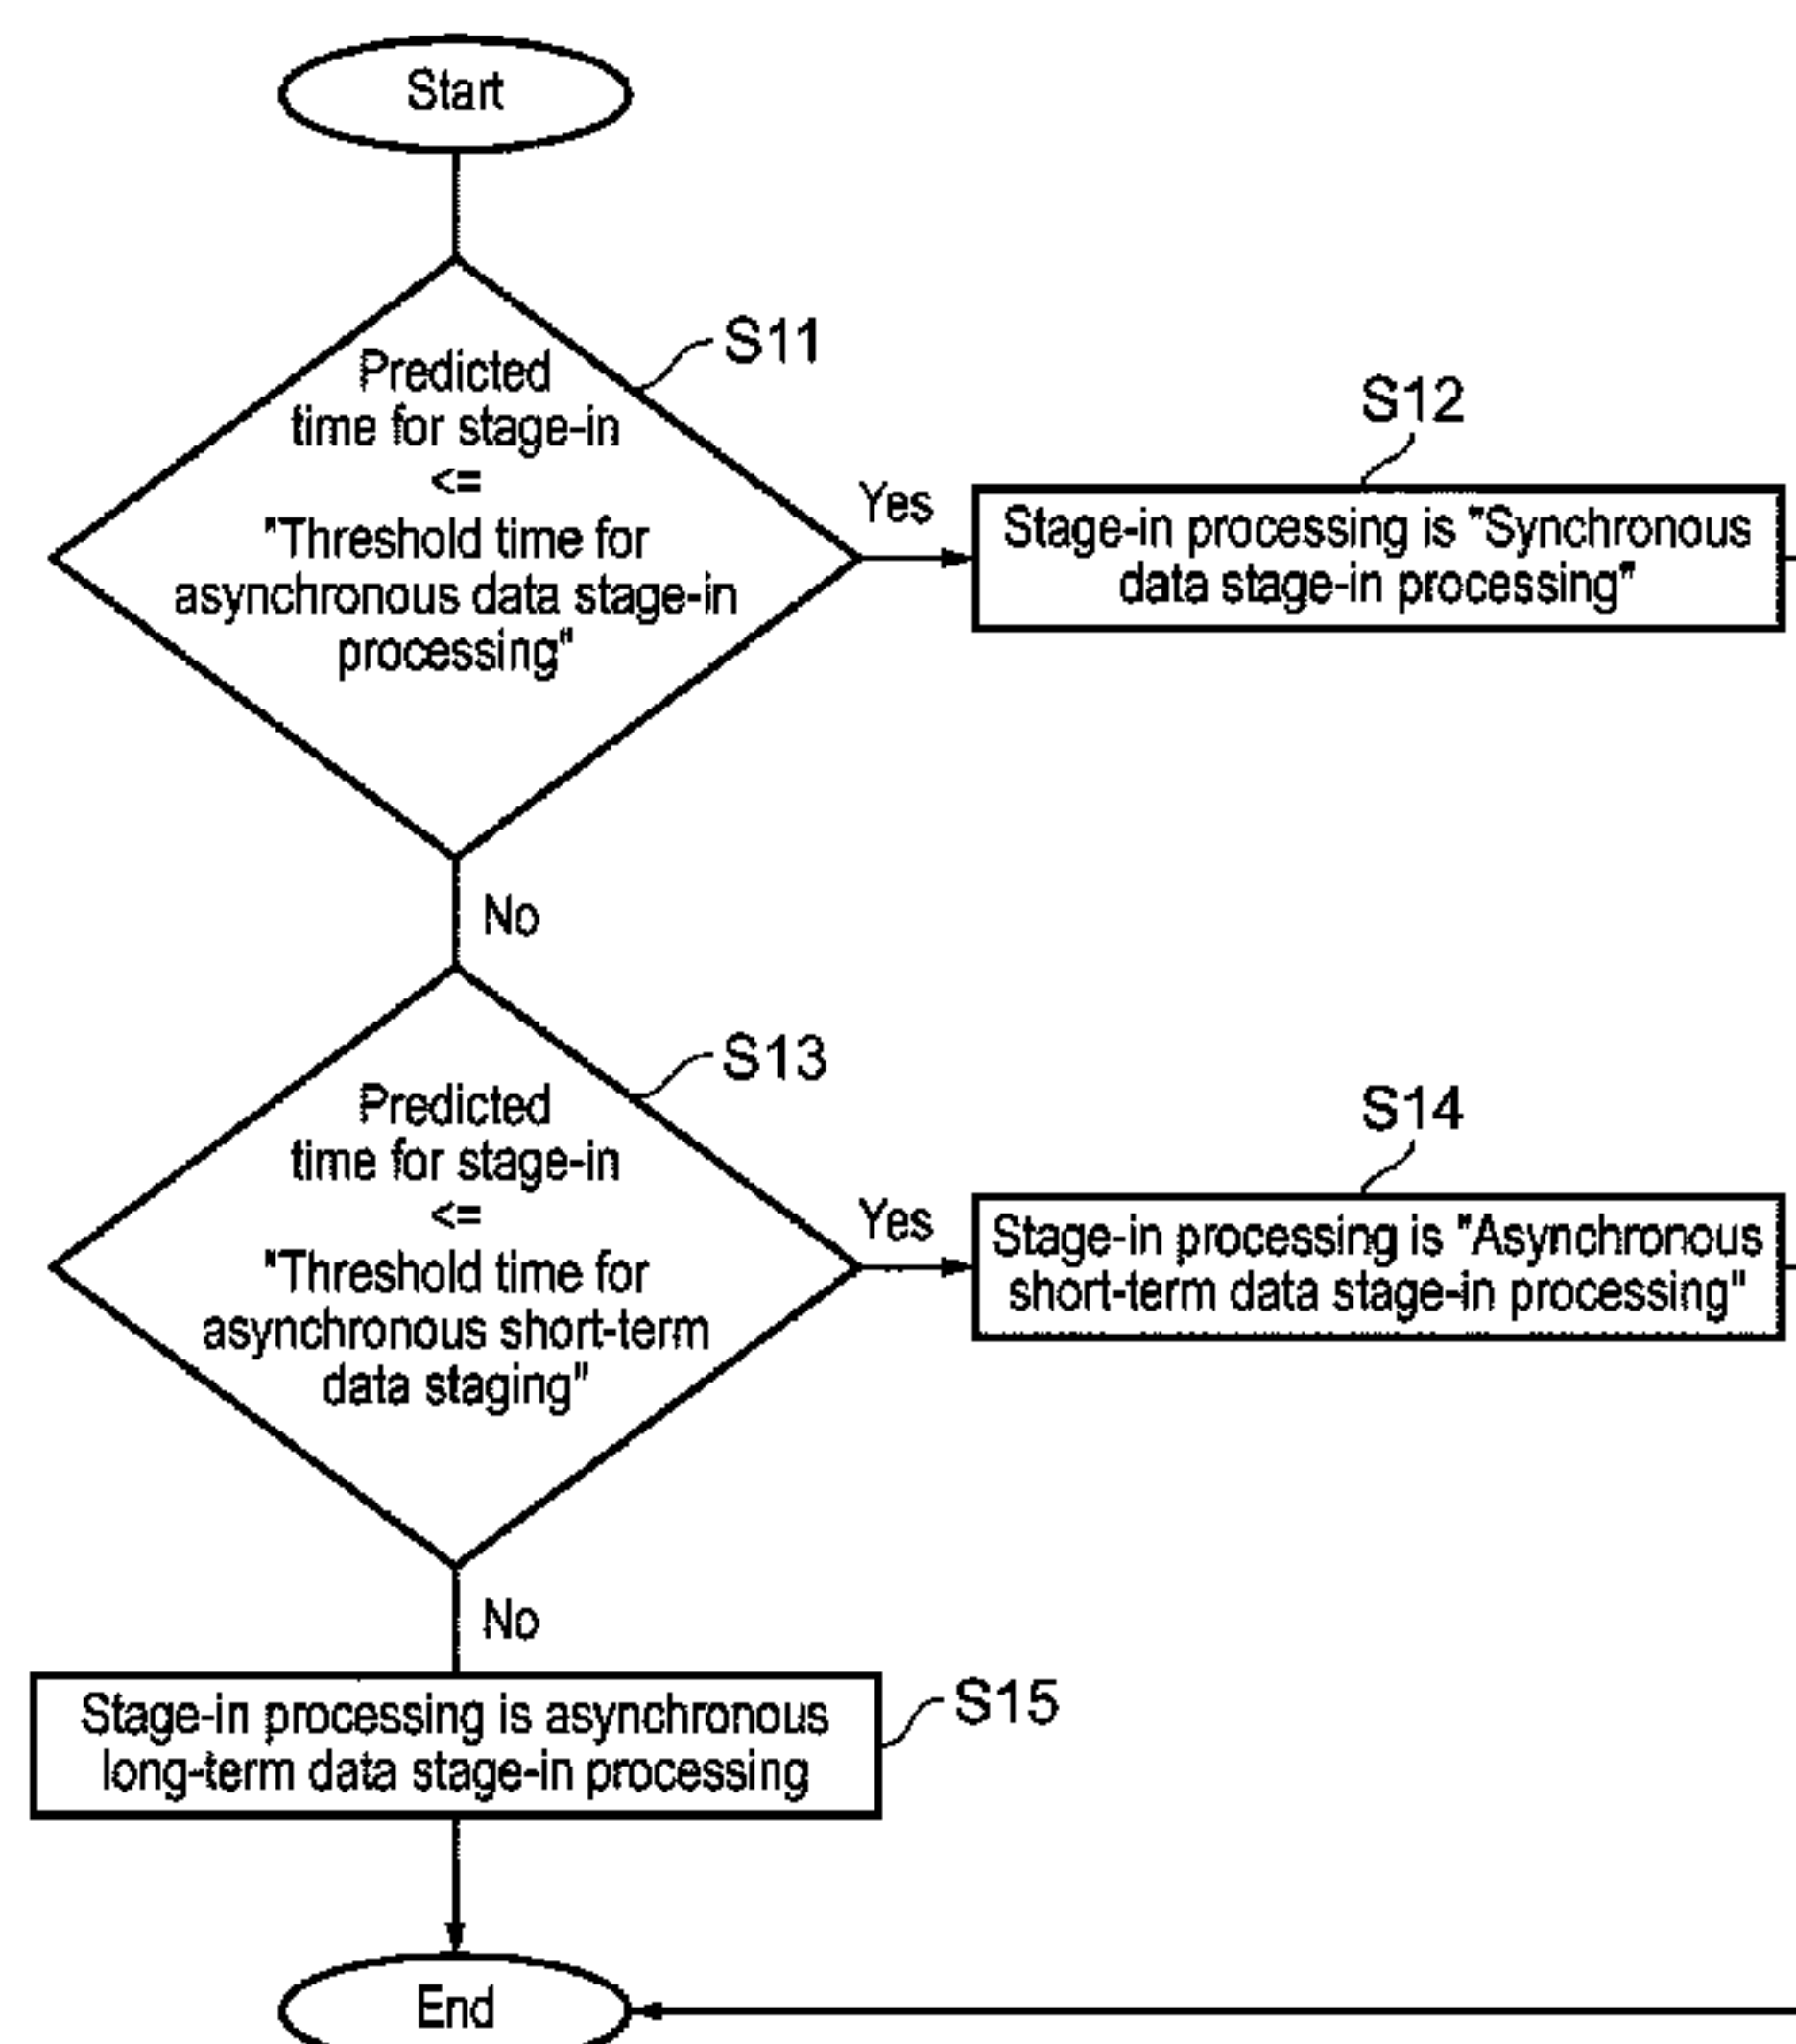 Start
S11
Predicted
time for stage-in
<=
"Threshold time for
asynchronous data stage-in
processing"
Yes
S12
Stage-in processing is "Synchronous
data stage-in processing"
No
S13
Predicted
time for stage-in
<=
"Threshold time for
asynchronous short-term
data staging"
Yes
S14
Stage-in processing is "Asynchronous
short-term data stage-in processing"
No
S15
Stage-in processing is asynchronous
long-term data stage-in processing
End